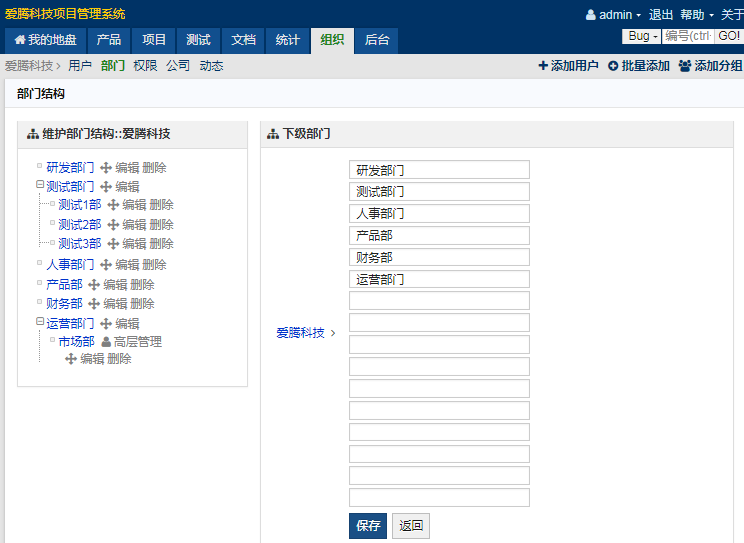 爱腾科技项目管理系统
admin 退出 帮助 关于
我的地盘 产品 项目 测试 文档 统计 组织 后台
Bug 编号(ctrl- GO!
爱腾科技 用户 部门 权限 公司 动态
添加用户 批量添加 添加分组
部门结构
维护部门结构::爱腾科技
研发部门 编辑 删除
测试部门 编辑
测试1部 编辑 删除
测试2部 编辑 删除
测试3部 编辑 删除
人事部门 编辑 删除
产品部 编辑 删除
财务部 编辑 删除
运营部门 编辑
市场部 高层管理
编辑 删除
下级部门
爱腾科技
研发部门
测试部门
人事部门
产品部
财务部
运营部门
保存 返回